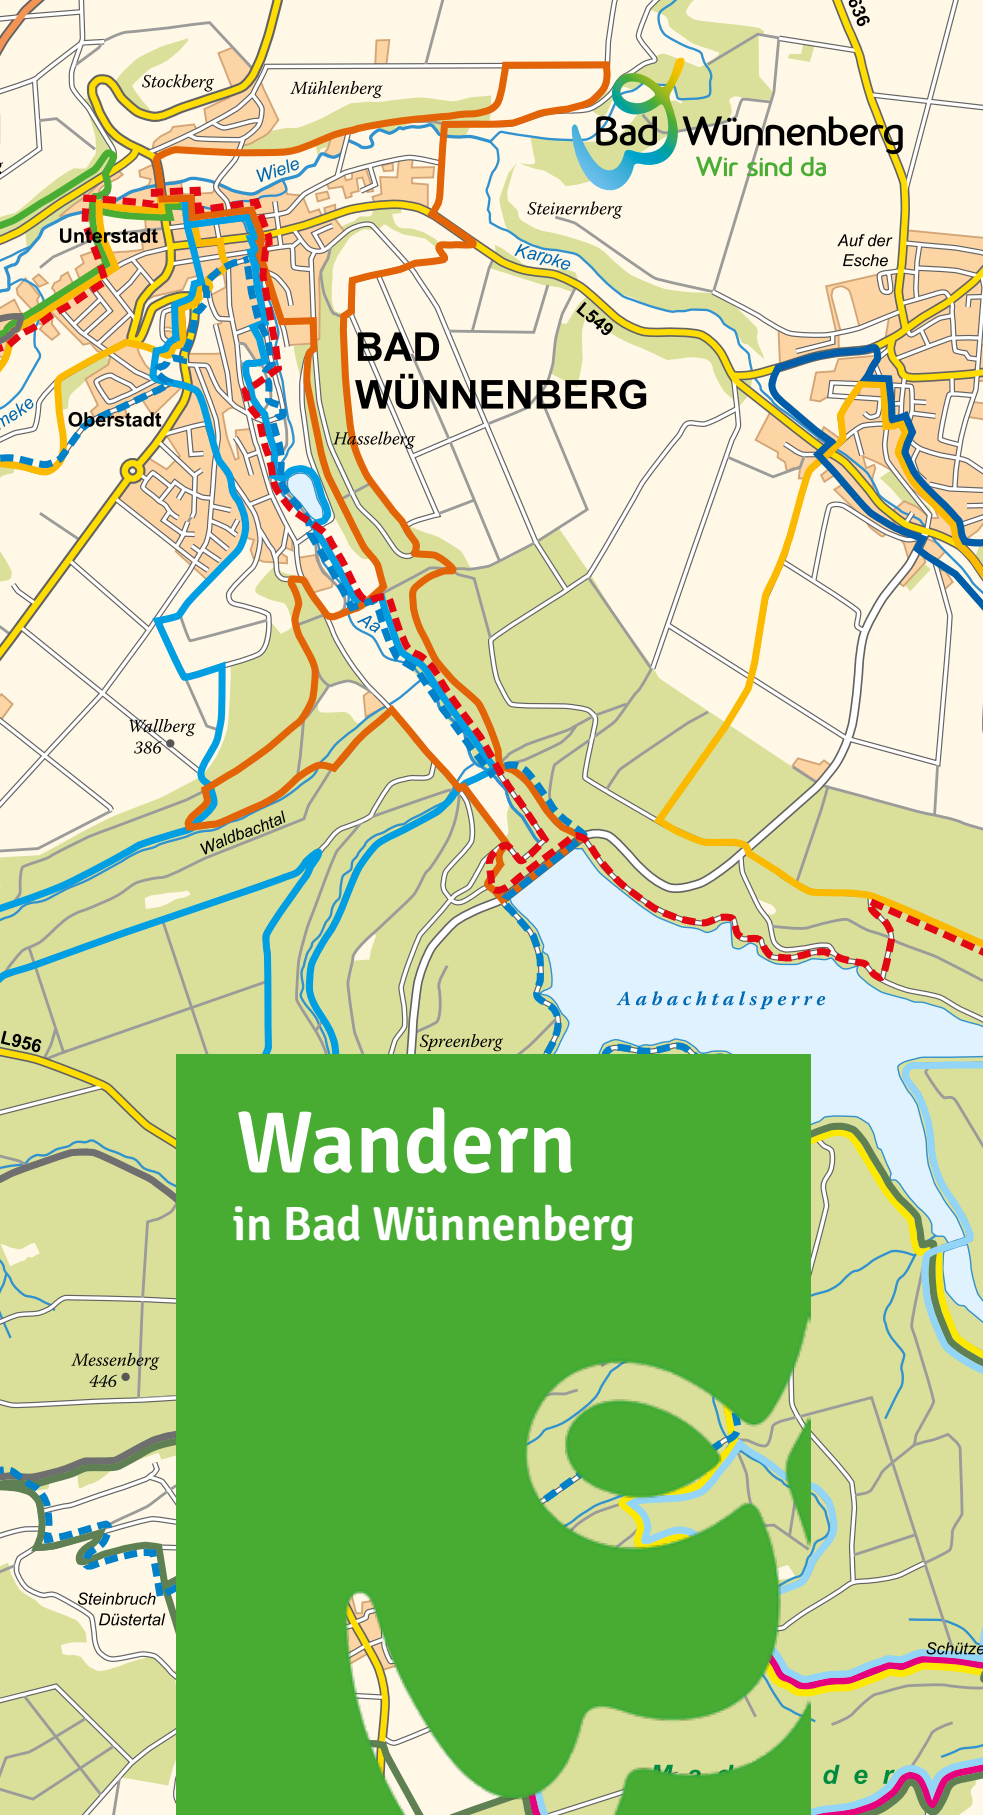 636
Stockberg
Mühlenberg
Bad Wünnenberg
Wir sind da
Wiele
Steinernberg
Unterstadt
Karpke
Auf der
Esche
L549
BAD
WÜNNENBERG
Oberstadt
Hasselberg
Aa
Wallberg
386
Waldbachtal
Aabachtalsperre
L956
Spreenberg
Wandern
in Bad Wünnenberg
Messenberg
446
Steinbruch
Düstertal